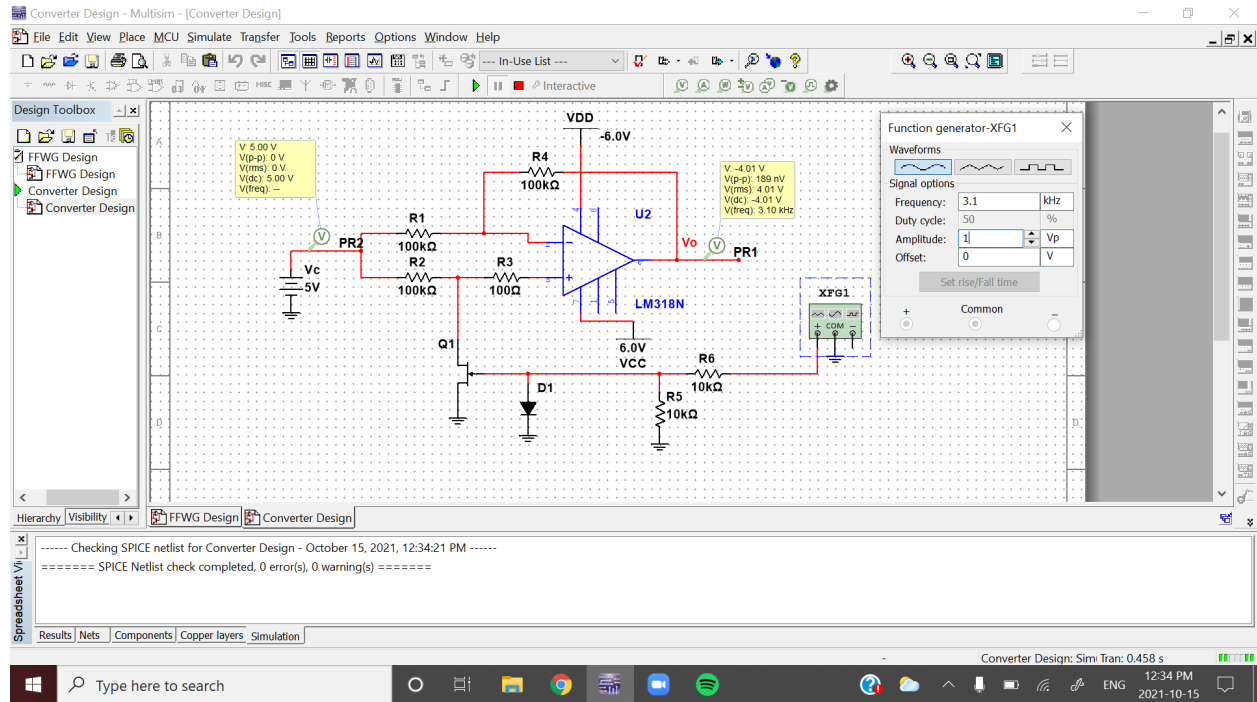 Converter Design - Multisim - [Converter Design]
File Edit View Place MCU Simulate Transfer Tools Reports Options Window Help
--- In-Use List ---
Interactive
Design Toolbox
FFWG Design
FFWG Design
Converter Design
Converter Design
Hierarchy Visibility
A
B
C
D
D
V: 5.00 V
V(p-p): 0 V
V(rms): 0 V
V(dc): 5.00 V
V(freq): --
V
PR2
Vc
5V
R1
100kΩ
R2
100kΩ
R3
100Ω
R4
100kΩ
VDD
-6.0V
U2
LM318N
6.0V
VCC
V: -4.01 V
V(p-p): 189 nV
V(rms): 4.01 V
V(dc): -4.01 V
V(freq): 3.10 kHz
Vo
V
PR1
Q1
D1
R5
10kΩ
R6
10kΩ
XFG1
COM
Function generator-XFG1
Waveforms
Signal options
Frequency: 3.1 kHz
Duty cycle: 50 %
Amplitude: 1 Vp
Offset: 0 V
Set rise/Fall time
+ Common −
FFWG Design Converter Design
Spreadsheet Vi
------ Checking SPICE netlist for Converter Design - October 15, 2021, 12:34:21 PM ------
======= SPICE Netlist check completed, 0 error(s), 0 warning(s) =======
Results Nets Components Copper layers Simulation
- Converter Design: Sim Tran: 0.458 s
Type here to search
ENG
12:34 PM
2021-10-15